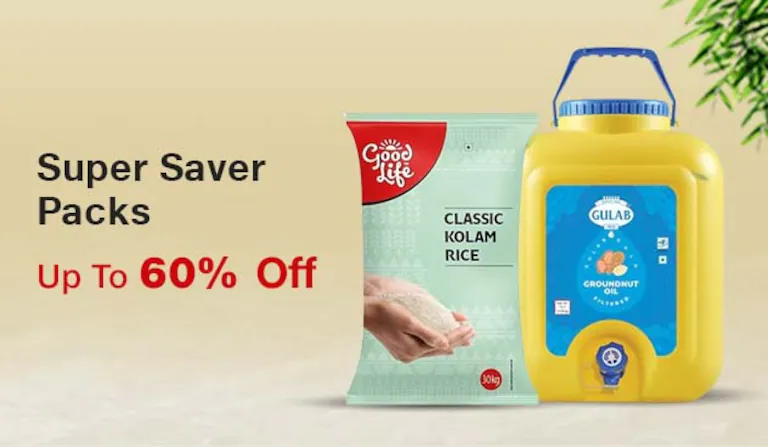 Super Saver
Packs
Up To 60% Off
Good
Life
CLASSIC
KOLAM
RICE
30kg
GULAB
GROUNDNUT
OIL
FILTERED